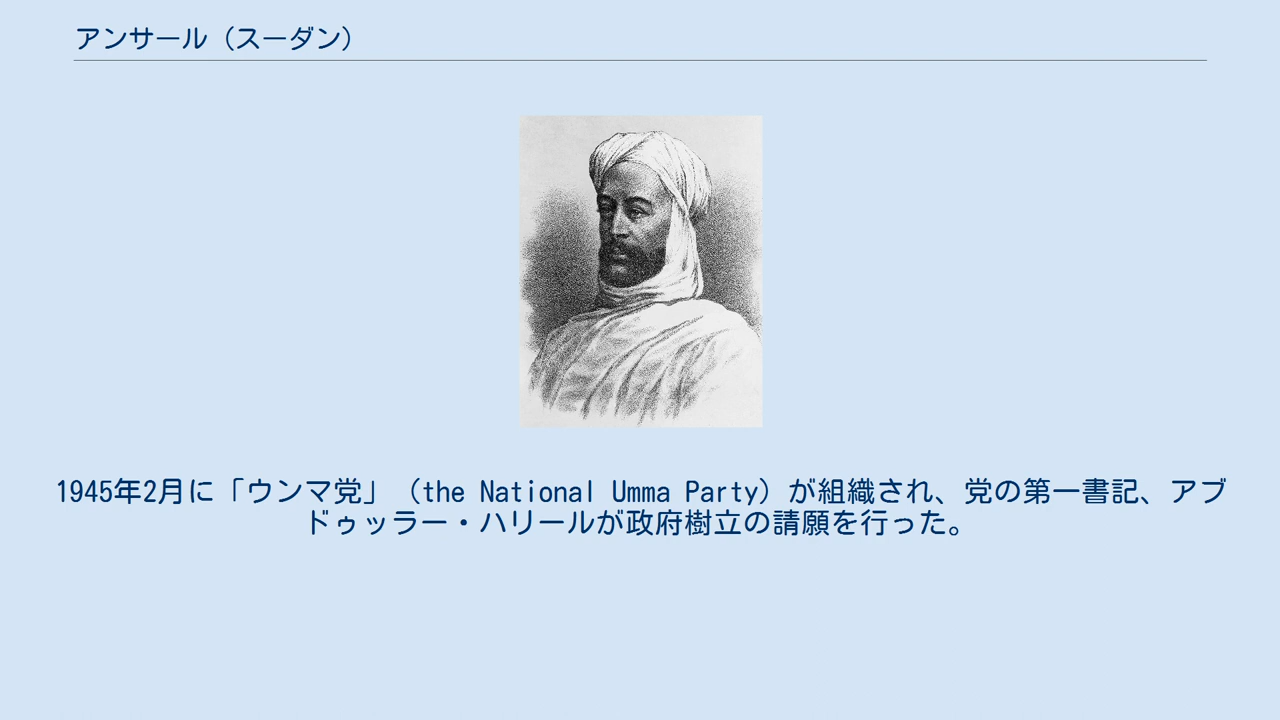 アンサール（スーダン）
1945年2月に「ウンマ党」（the National Umma Party）が組織され、党の第一書記、アブ
ドゥッラー・ハリールが政府樹立の請願を行った。